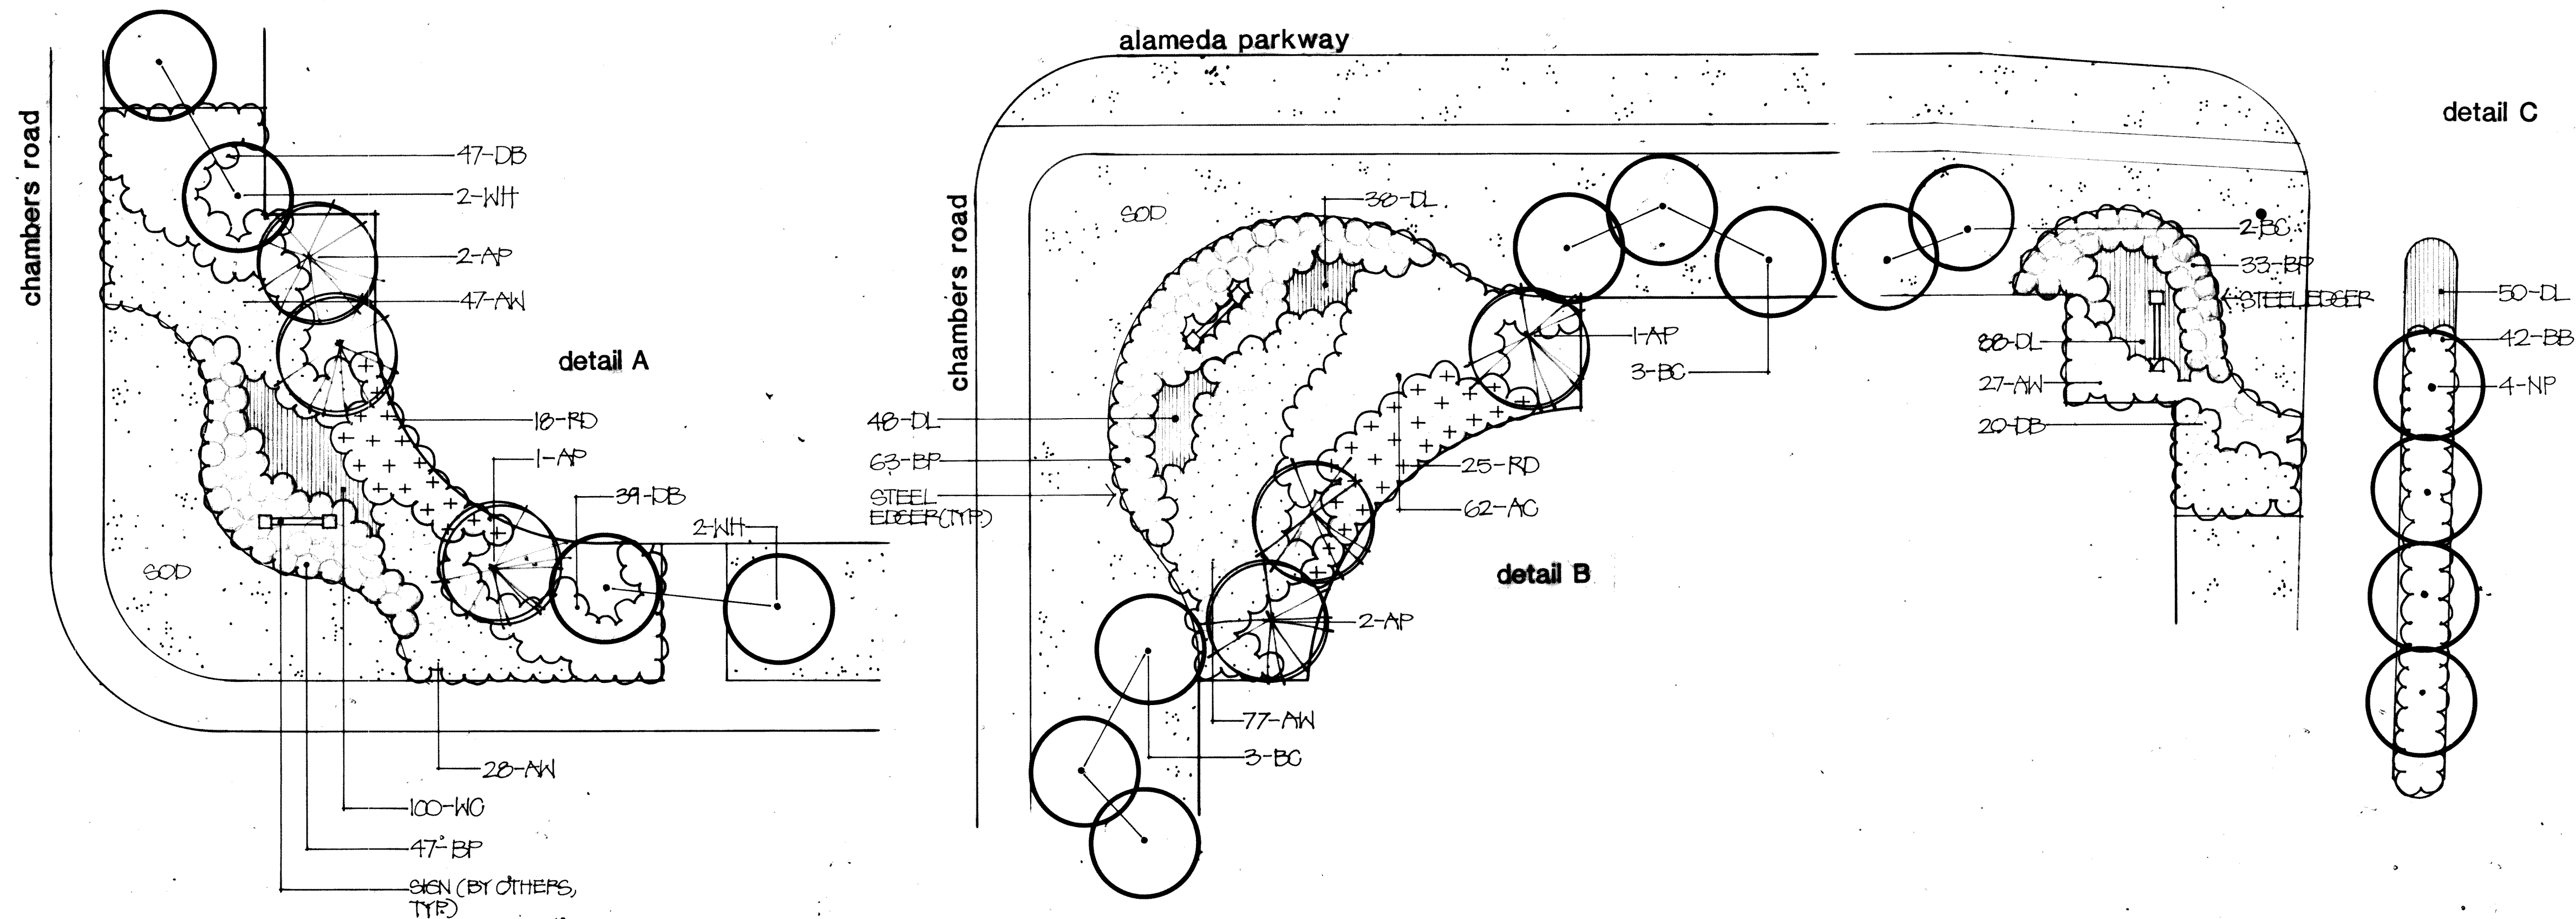 chambers road
47-DB
2-WH
2-AP
47-AW
detail A
18-RD
1-AP
39-DB
2-WH
SOD
28-AW
100-WC
47-BP
SIGN (BY OTHERS,
TYP.)
alameda parkway
chambers road
SOD
38-DL
48-DL
63-BP
STEEL
EDGER (TYP.)
1-AP
3-BC
25-RD
62-AC
detail B
2-AP
77-AW
3-BC
2-BC
33-BP
STEEL EDGER
38-DL
27-AW
20-DB
detail C
50-DL
42-BB
4-NP